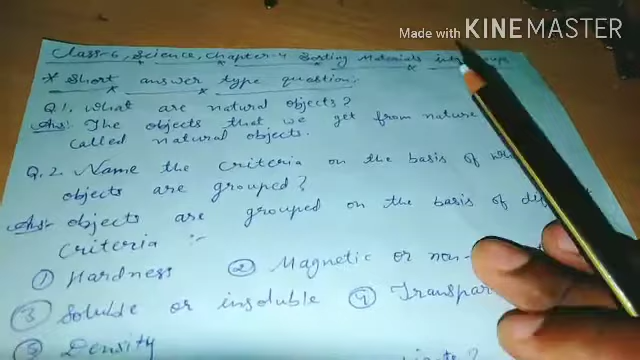 Made with KINEMASTER
Class-6, Science, Chapter-4 Sorting Materials into
* Short answer type question:
Q1, What are natural objects?
Ans! The objects that we get from nature
called natural objects.
Q.2. Name the criteria on the basis of
objects are grouped?
Ans- objects are grouped on the basis of
criteria :-
① Hardness ② Magnetic or non-
③ Soluble or insoluble ④ Transpar
⑤ Density